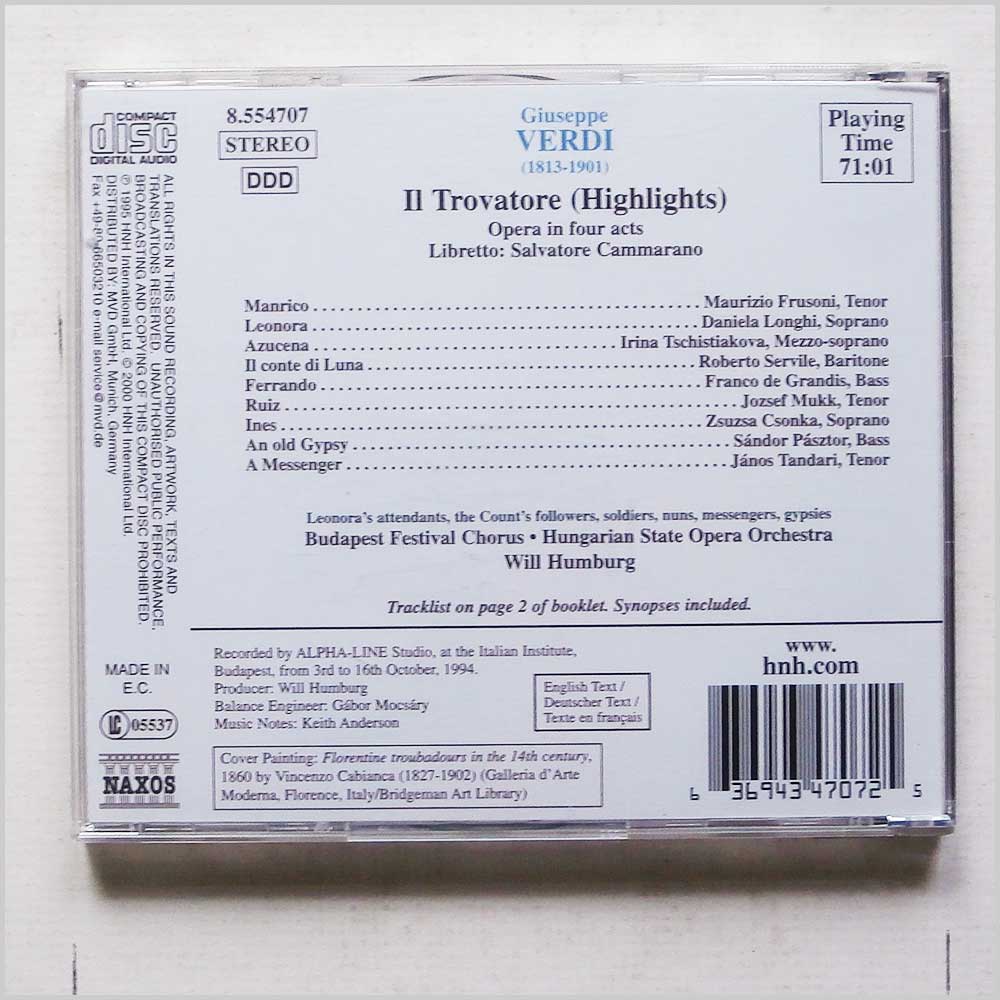 COMPACT
disc
DIGITAL AUDIO
8.554707
STEREO
DDD
Giuseppe
VERDI
(1813-1901)
Playing
Time
71:01
Il Trovatore (Highlights)
Opera in four acts
Libretto: Salvatore Cammarano
Manrico ........ Maurizio Frusoni, Tenor
Leonora ........ Daniela Longhi, Soprano
Azucena ........ Irina Tschistiakova, Mezzo-soprano
Il conte di Luna ........ Roberto Servile, Baritone
Ferrando ........ Franco de Grandis, Bass
Ruiz ........ Jozsef Mukk, Tenor
Ines ........ Zsuzsa Csonka, Soprano
An old Gypsy ........ Sándor Pásztor, Bass
A Messenger ........ János Tandari, Tenor
Leonora's attendants, the Count's followers, soldiers, nuns, messengers, gypsies
Budapest Festival Chorus • Hungarian State Opera Orchestra
Will Humburg
Tracklist on page 2 of booklet. Synopses included.
Recorded by ALPHA-LINE Studio, at the Italian Institute,
Budapest, from 3rd to 16th October, 1994.
Producer: Will Humburg
Balance Engineer: Gábor Mocsáry
Music Notes: Keith Anderson
English Text /
Deutscher Text /
Texte en français
Cover Painting: Florentine troubadours in the 14th century,
1860 by Vincenzo Cabianca (1827-1902) (Galleria d'Arte
Moderna, Florence, Italy/Bridgeman Art Library)
www.
hnh.com
6 36943 47072 5
ALL RIGHTS IN THIS SOUND RECORDING, ARTWORK, TEXTS AND
TRANSLATIONS RESERVED. UNAUTHORISED PUBLIC PERFORMANCE,
BROADCASTING AND COPYING OF THIS COMPACT DISC PROHIBITED.
℗ 1995 HNH International Ltd. © 2000 HNH International Ltd.
DISTRIBUTED BY: MVD GmbH, Munich, Germany
e-mail service@mvd.de
MADE IN
E.C.
LC 05537
NAXOS